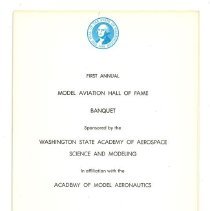 FIRST ANNUAL
MODEL AVIATION HALL OF FAME
BANQUET
Sponsored by the
WASHINGTON STATE ACADEMY OF AEROSPACE
SCIENCE AND MODELING
In affiliation with the
ACADEMY OF MODEL AERONAUTICS